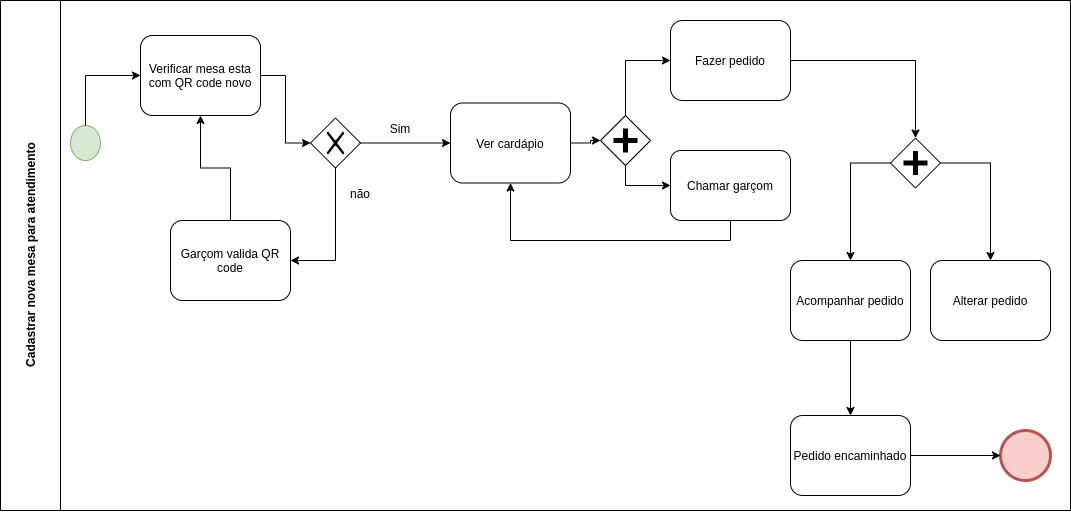 Cadastrar nova mesa para atendimento
Verificar mesa esta
com QR code novo
Sim
não
Garçom valida QR
code
Ver cardápio
Fazer pedido
Chamar garçom
Acompanhar pedido
Alterar pedido
Pedido encaminhado